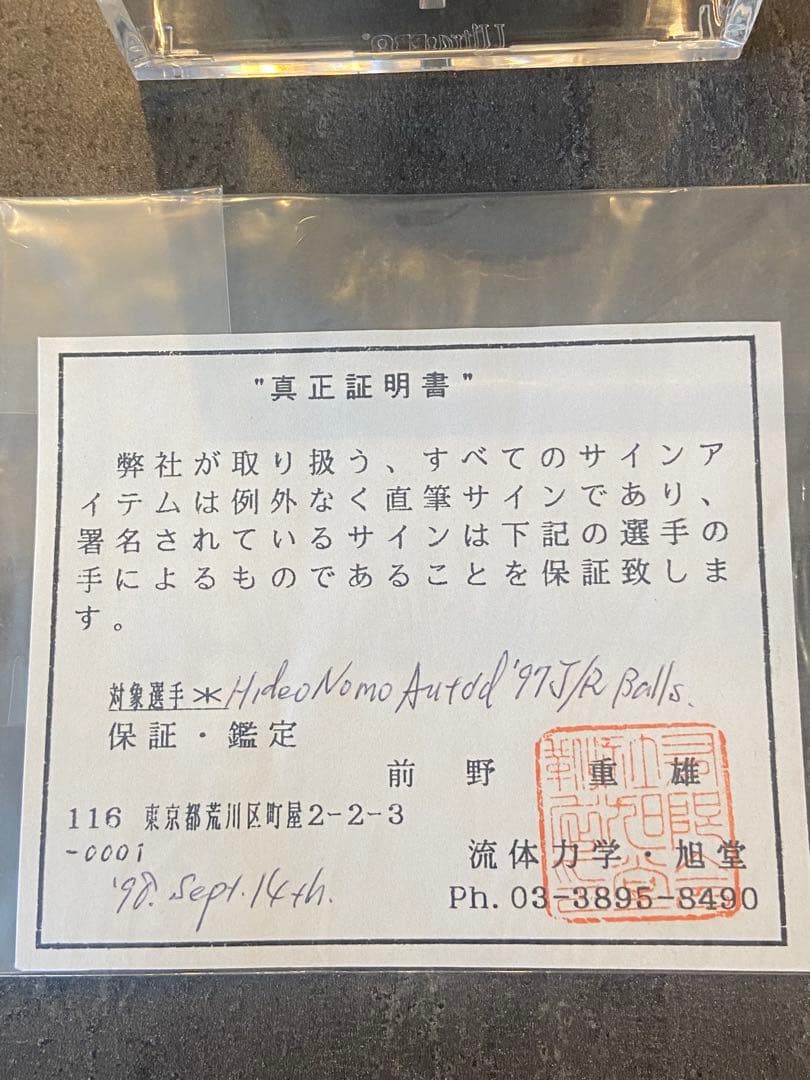 Ultra PRO®
"真正証明書"
弊社が取り扱う、すべてのサインア
イテムは例外なく直筆サインであり、
署名されているサインは下記の選手の
手によるものであることを保証致しま
す。
対象選手* Hideo Nomo Autdd '97 J/R Balls.
保証・鑑定
前野 重雄
116 東京都荒川区町屋2-2-3
-0001
流体力学・旭堂
'98. Sept. 14th.
Ph. 03-3895-8490